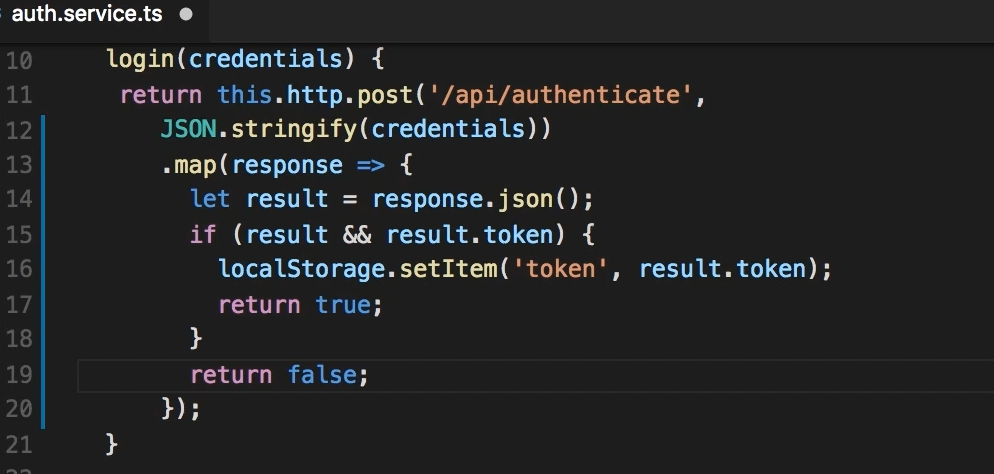 auth.service.ts
10 login(credentials) {
11 return this.http.post('/api/authenticate',
12 JSON.stringify(credentials))
13 .map(response => {
14 let result = response.json();
15 if (result && result.token) {
16 localStorage.setItem('token', result.token);
17 return true;
18 }
19 return false;
20 });
21 }